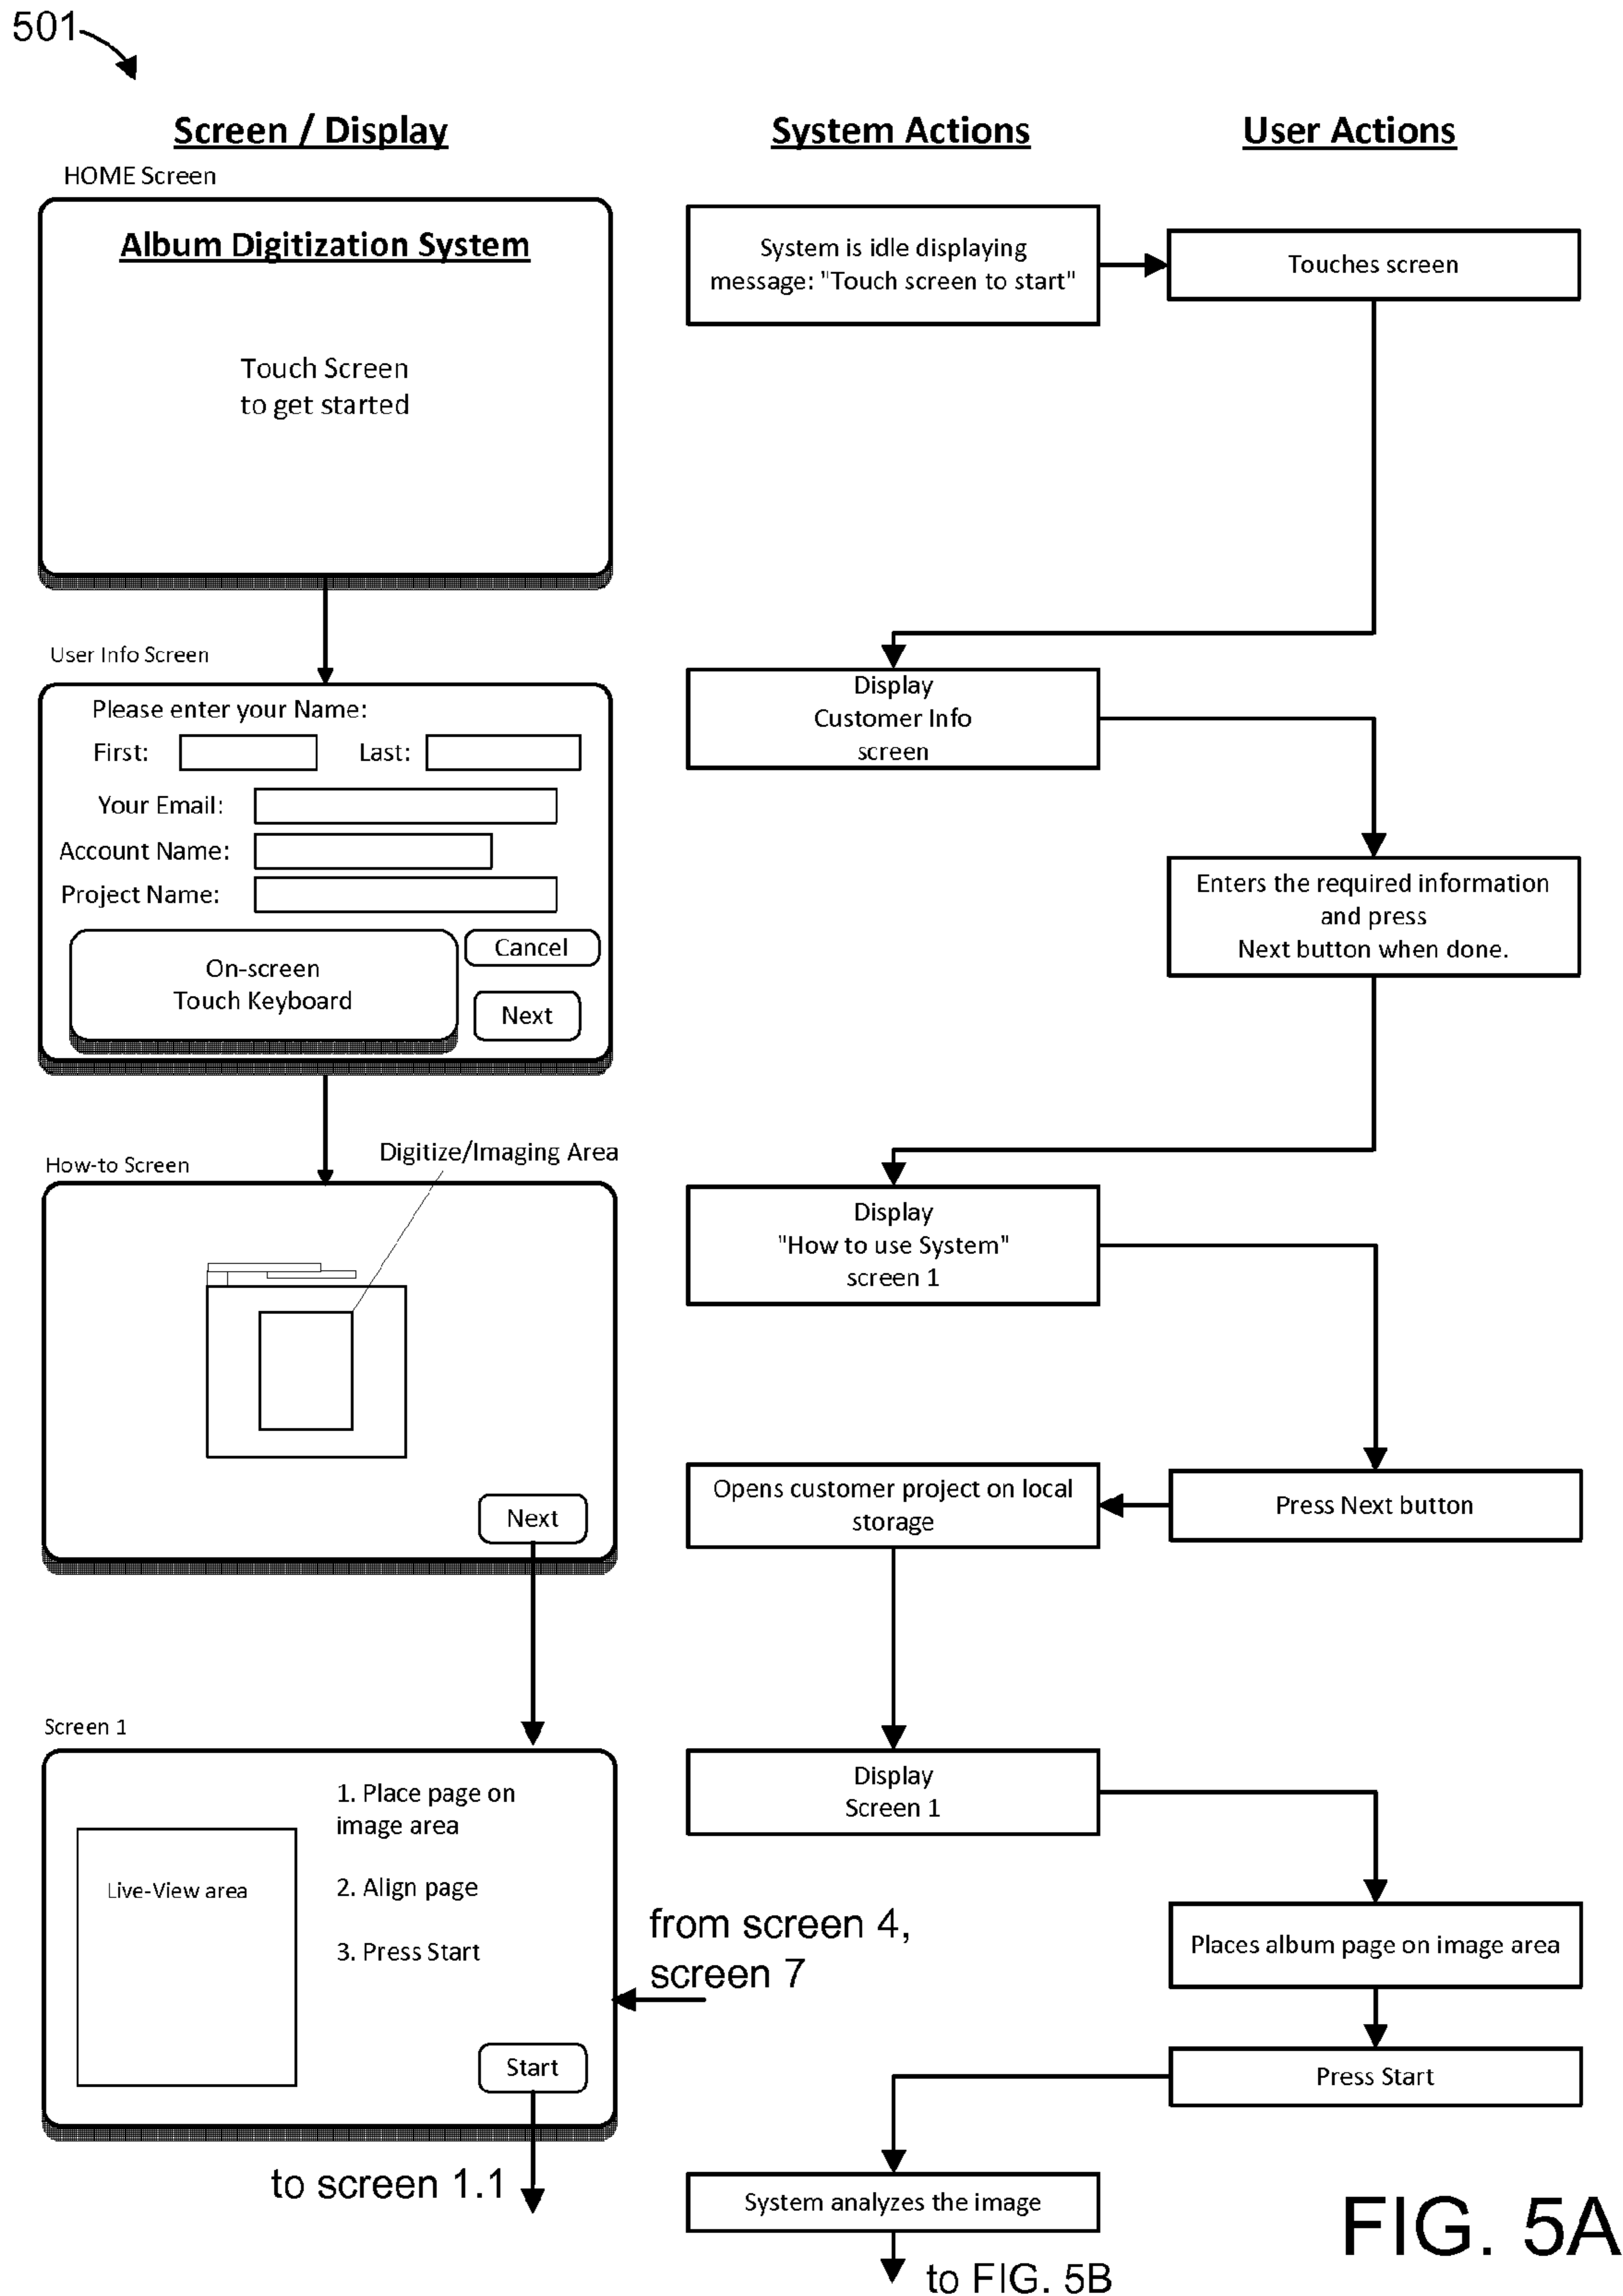 501
Screen / Display
System Actions
User Actions
HOME Screen
Album Digitization System
Touch Screen
to get started
System is idle displaying
message: "Touch screen to start"
Touches screen
User Info Screen
Please enter your Name:
First:
Last:
Your Email:
Account Name:
Project Name:
On-screen
Touch Keyboard
Cancel
Next
Display
Customer Info
screen
Enters the required information
and press
Next button when done.
How-to Screen
Digitize/Imaging Area
Next
Display
"How to use System"
screen 1
Opens customer project on local
storage
Press Next button
Screen 1
Live-View area
1. Place page on
image area
2. Align page
3. Press Start
Start
from screen 4,
screen 7
to screen 1.1
Display
Screen 1
Places album page on image area
Press Start
System analyzes the image
to FIG. 5B
FIG. 5A